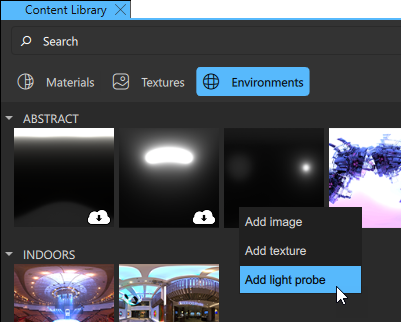 Content Library
Search
Materials
Textures
Environments
ABSTRACT
Add image
Add texture
Add light probe
INDOORS